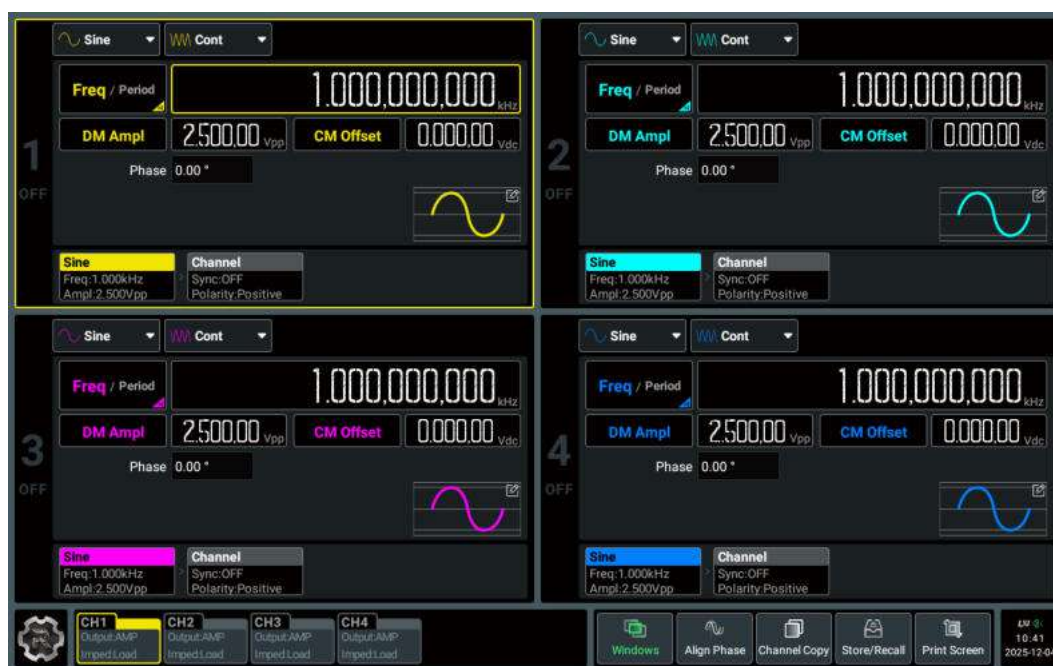 1
OFF
Sine
Cont
Freq / Period
1.000,000,000 kHz
DM Ampl
2.500,00 Vpp
CM Offset
0.000,00 Vdc
Phase 0.00 °
Sine
Freq:1.000kHz
Ampl:2.500Vpp
Channel
Sync:OFF
Polarity:Positive
2
OFF
Sine
Cont
Freq / Period
1.000,000,000 kHz
DM Ampl
2.500,00 Vpp
CM Offset
0.000,00 Vdc
Phase 0.00 °
Sine
Freq:1.000kHz
Ampl:2.500Vpp
Channel
Sync:OFF
Polarity:Positive
3
OFF
Sine
Cont
Freq / Period
1.000,000,000 kHz
DM Ampl
2.500,00 Vpp
CM Offset
0.000,00 Vdc
Phase 0.00 °
Sine
Freq:1.000kHz
Ampl:2.500Vpp
Channel
Sync:OFF
Polarity:Positive
4
OFF
Sine
Cont
Freq / Period
1.000,000,000 kHz
DM Ampl
2.500,00 Vpp
CM Offset
0.000,00 Vdc
Phase 0.00 °
Sine
Freq:1.000kHz
Ampl:2.500Vpp
Channel
Sync:OFF
Polarity:Positive
CH1
Output:AMP
Imped:Load
CH2
Output:AMP
Imped:Load
CH3
Output:AMP
Imped:Load
CH4
Output:AMP
Imped:Load
Windows
Align Phase
Channel Copy
Store/Recall
Print Screen
10:41